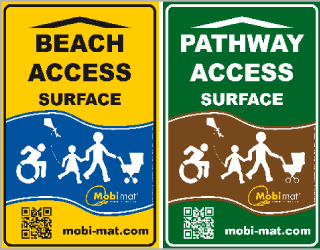 BEACH
ACCESS
SURFACE
Mobi mat
mobi-mat.com
PATHWAY
ACCESS
SURFACE
Mobi mat
mobi-mat.com